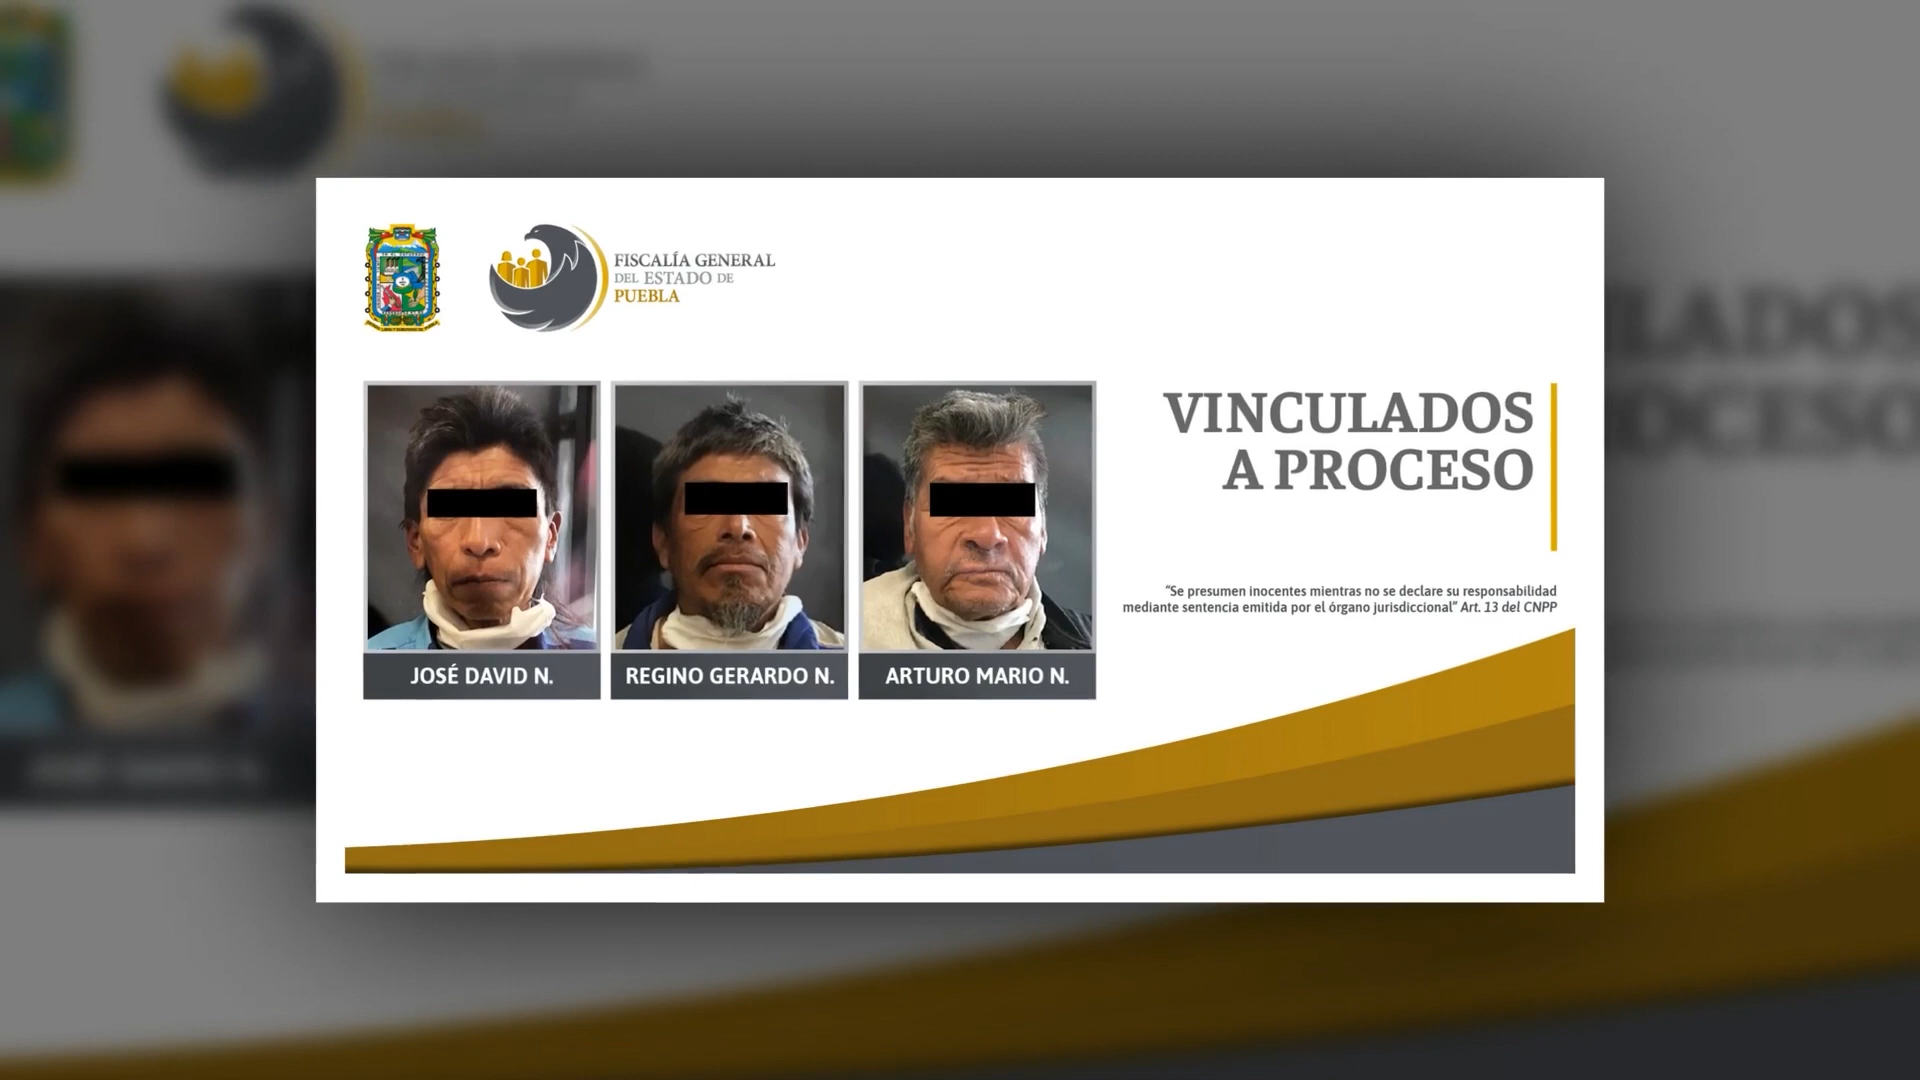 FISCALÍA GENERAL
DEL ESTADO DE
PUEBLA
VINCULADOS
A PROCESO
"Se presumen inocentes mientras no se declare su responsabilidad
mediante sentencia emitida por el órgano jurisdiccional" Art. 13 del CNPP
JOSÉ DAVID N.
REGINO GERARDO N.
ARTURO MARIO N.